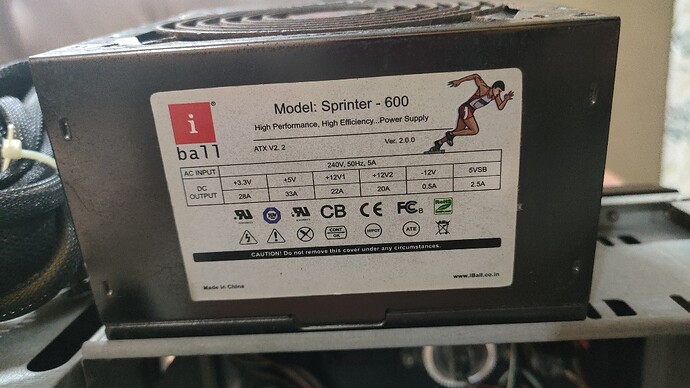 i
ball
Model: Sprinter - 600
High Performance, High Efficiency...Power Supply
ATX V2. 2
Ver. 2.0.0
AC INPUT
240V, 50Hz, 5A
DC OUTPUT
+3.3V +5V +12V1 +12V2 -12V 5VSB
28A 33A 22A 20A 0.5A 2.5A
CB CE FC B
HIPOT ATE
CAUTION! Do not remove this cover under any circumstances.
Made in China
www.iBall.co.in